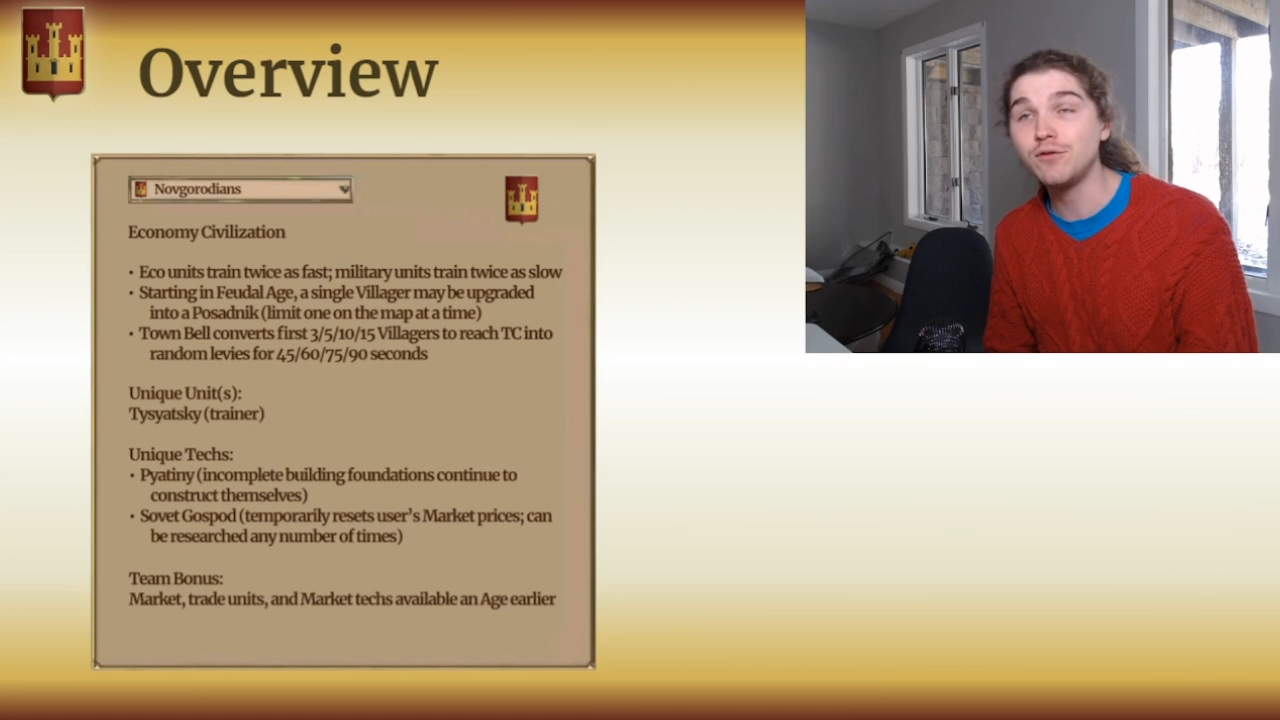 Overview
Novgorodians
Economy Civilization
• Eco units train twice as fast; military units train twice as slow
• Starting in Feudal Age, a single Villager may be upgraded
into a Posadnik (limit one on the map at a time)
• Town Bell converts first 3/5/10/15 Villagers to reach TC into
random levies for 45/60/75/90 seconds
Unique Unit(s):
Tysyatsky (trainer)
Unique Techs:
• Pyatiny (incomplete building foundations continue to
construct themselves)
• Sovet Gospod (temporarily resets user's Market prices; can
be researched any number of times)
Team Bonus:
Market, trade units, and Market techs available an Age earlier